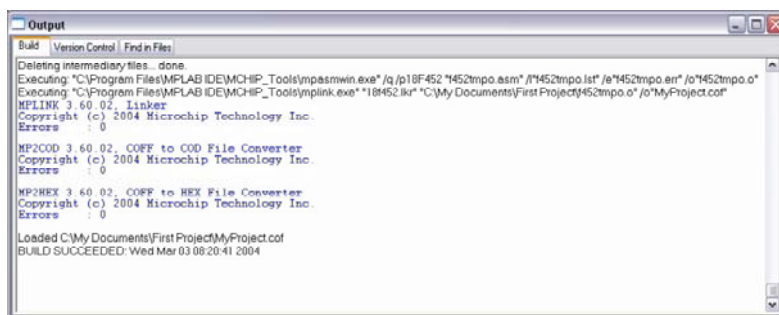 Output
Build Version Control Find in Files
Deleting intermediary files... done.
Executing: "C:\Program Files\MPLAB IDE\MCHIP_Tools\mpasmwin.exe" /q /p18F452 "f452tmpo.asm" /l"f452tmpo.lst" /e"f452tmpo.err" /o"f452tmpo.o"
Executing: "C:\Program Files\MPLAB IDE\MCHIP_Tools\mplink.exe" "18f452.lkr" "C:\My Documents\First Project\f452tmpo.o" /o"MyProject.cof"
MPLINK 3.60.02, Linker
Copyright (c) 2004 Microchip Technology Inc.
Errors : 0
MP2COD 3.60.02, COFF to COD File Converter
Copyright (c) 2004 Microchip Technology Inc.
Errors : 0
MP2HEX 3.60.02, COFF to HEX File Converter
Copyright (c) 2004 Microchip Technology Inc.
Errors : 0
Loaded C:\My Documents\First Project\MyProject.cof
BUILD SUCCEEDED: Wed Mar 03 08:20:41 2004